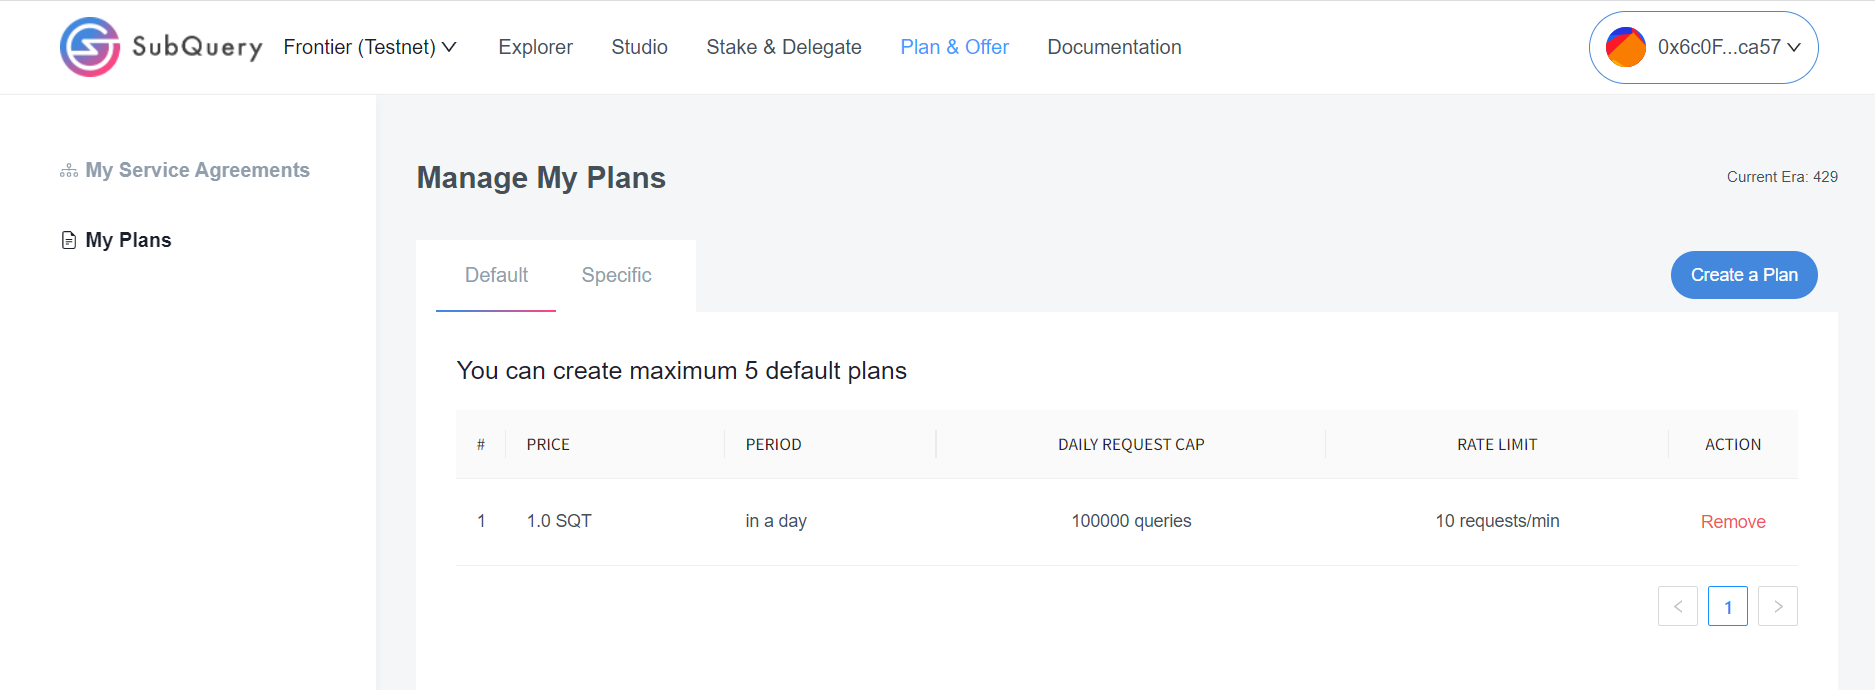 SubQuery Frontier (Testnet) Explorer Studio Stake & Delegate Plan & Offer Documentation 0x6c0F...ca57
My Service Agreements
My Plans
Manage My Plans
Current Era: 429
Default Specific
Create a Plan
You can create maximum 5 default plans
# PRICE PERIOD DAILY REQUEST CAP RATE LIMIT ACTION
1 1.0 SQT in a day 100000 queries 10 requests/min Remove
< 1 >